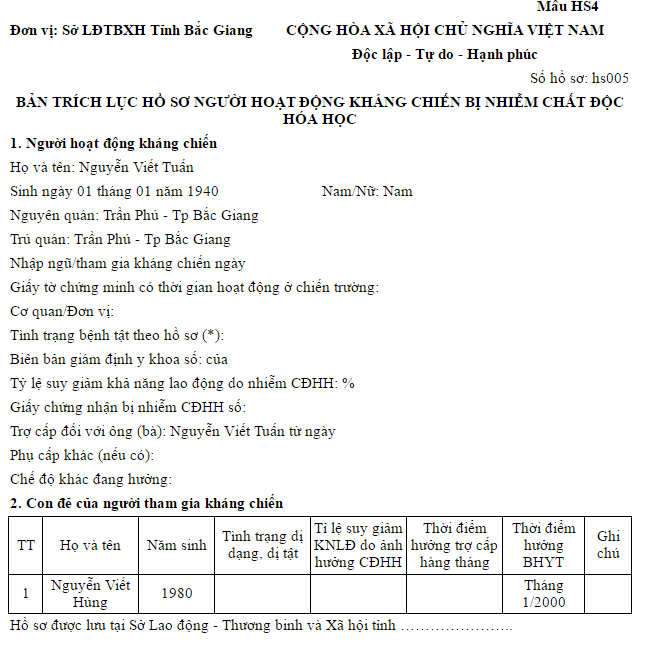 Mẫu HS4
Đơn vị: Sở LĐTBXH Tỉnh Bắc Giang CỘNG HÒA XÃ HỘI CHỦ NGHĨA VIỆT NAM
Độc lập - Tự do - Hạnh phúc
Số hồ sơ: hs005
BẢN TRÍCH LỤC HỒ SƠ NGƯỜI HOẠT ĐỘNG KHÁNG CHIẾN BỊ NHIỄM CHẤT ĐỘC
HÓA HỌC
1. Người hoạt động kháng chiến
Họ và tên: Nguyễn Viết Tuấn
Sinh ngày 01 tháng 01 năm 1940 Nam/Nữ: Nam
Nguyên quán: Trần Phú - Tp Bắc Giang
Trú quán: Trần Phú - Tp Bắc Giang
Nhập ngũ/tham gia kháng chiến ngày
Giấy tờ chứng minh có thời gian hoạt động ở chiến trường:
Cơ quan/Đơn vị:
Tình trạng bệnh tật theo hồ sơ (*):
Biên bản giám định y khoa số: của
Tỷ lệ suy giảm khả năng lao động do nhiễm CĐHH: %
Giấy chứng nhận bị nhiễm CĐHH số:
Trợ cấp đối với ông (bà): Nguyễn Viết Tuấn từ ngày
Phụ cấp khác (nếu có):
Chế độ khác đang hưởng:
2. Con đẻ của người tham gia kháng chiến
TT Họ và tên Năm sinh Tình trạng dị dạng, dị tật Tỉ lệ suy giảm KNLĐ do ảnh hưởng CĐHH Thời điểm hưởng trợ cấp hàng tháng Thời điểm hưởng BHYT Ghi chú
1 Nguyễn Viết Hùng 1980 Tháng 1/2000
Hồ sơ được lưu tại Sở Lao động - Thương binh và Xã hội tỉnh …………………..